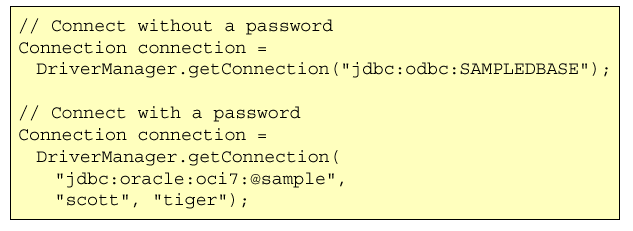 // Connect without a password
Connection connection =
DriverManager.getConnection("jdbc:odbc:SAMPLEDBASE");
// Connect with a password
Connection connection =
DriverManager.getConnection(
"jdbc:oracle:oci7:@sample",
"scott", "tiger");